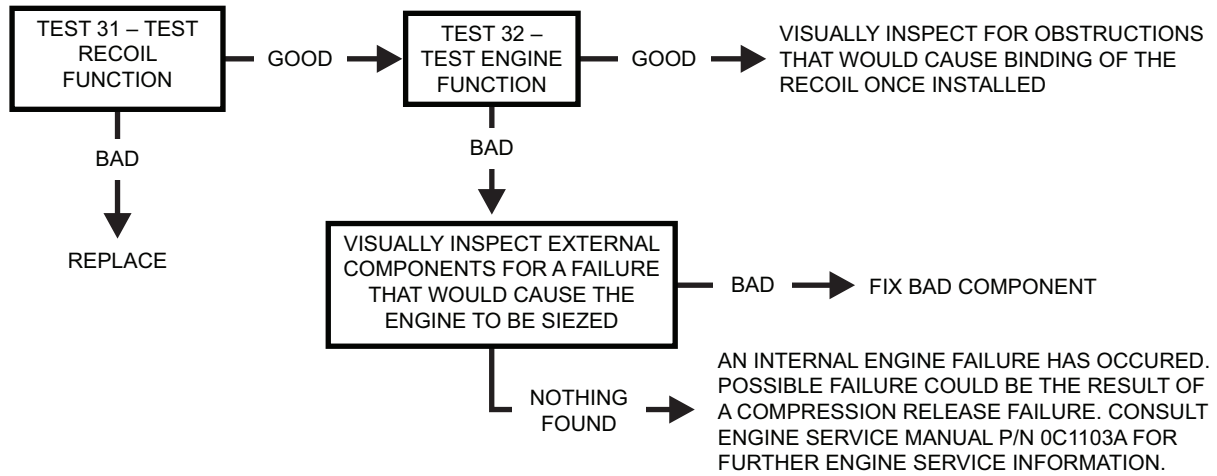 TEST 31 – TEST
RECOIL
FUNCTION
GOOD
TEST 32 –
TEST ENGINE
FUNCTION
GOOD
VISUALLY INSPECT FOR OBSTRUCTIONS
THAT WOULD CAUSE BINDING OF THE
RECOIL ONCE INSTALLED
BAD
REPLACE
BAD
VISUALLY INSPECT EXTERNAL
COMPONENTS FOR A FAILURE
THAT WOULD CAUSE THE
ENGINE TO BE SIEZED
BAD
FIX BAD COMPONENT
NOTHING
FOUND
AN INTERNAL ENGINE FAILURE HAS OCCURED.
POSSIBLE FAILURE COULD BE THE RESULT OF
A COMPRESSION RELEASE FAILURE. CONSULT
ENGINE SERVICE MANUAL P/N 0C1103A FOR
FURTHER ENGINE SERVICE INFORMATION.